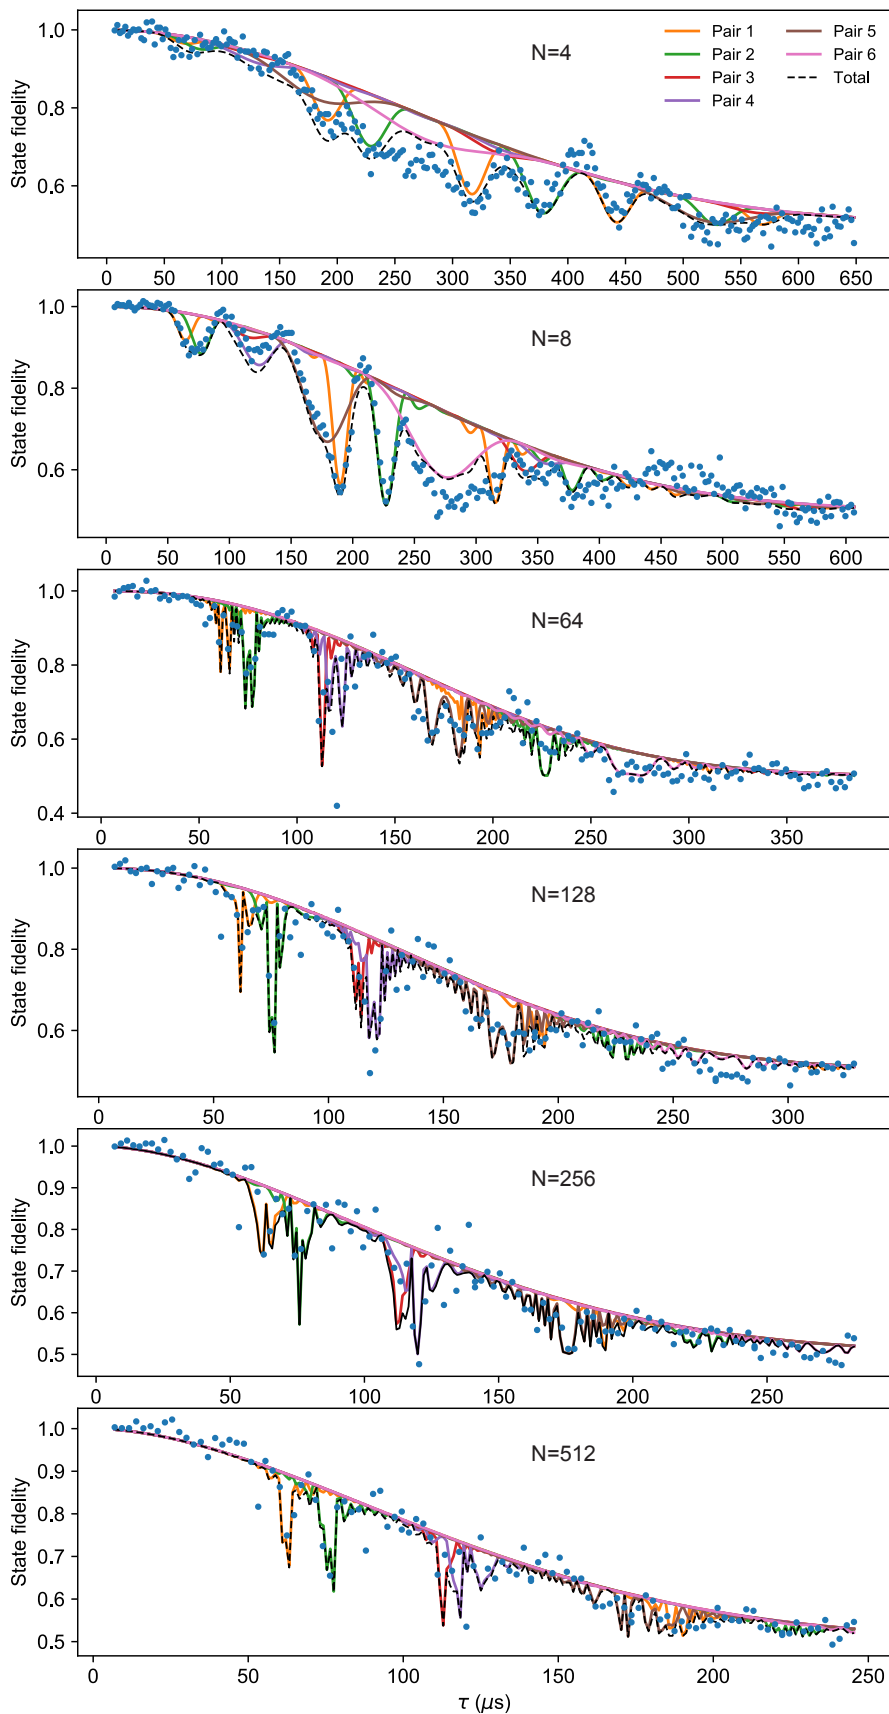 State fidelity
1.0
0.8
0.6
N=4
Pair 1
Pair 2
Pair 3
Pair 4
Pair 5
Pair 6
Total
0 50 100 150 200 250 300 350 400 450 500 550 600 650
State fidelity
1.0
0.8
0.6
N=8
0 50 100 150 200 250 300 350 400 450 500 550 600
State fidelity
1.0
0.8
0.6
0.4
N=64
0 50 100 150 200 250 300 350
State fidelity
1.0
0.8
0.6
N=128
0 50 100 150 200 250 300
State fidelity
1.0
0.9
0.8
0.7
0.6
0.5
N=256
0 50 100 150 200 250
State fidelity
1.0
0.9
0.8
0.7
0.6
0.5
N=512
0 50 100 150 200 250
τ (μs)